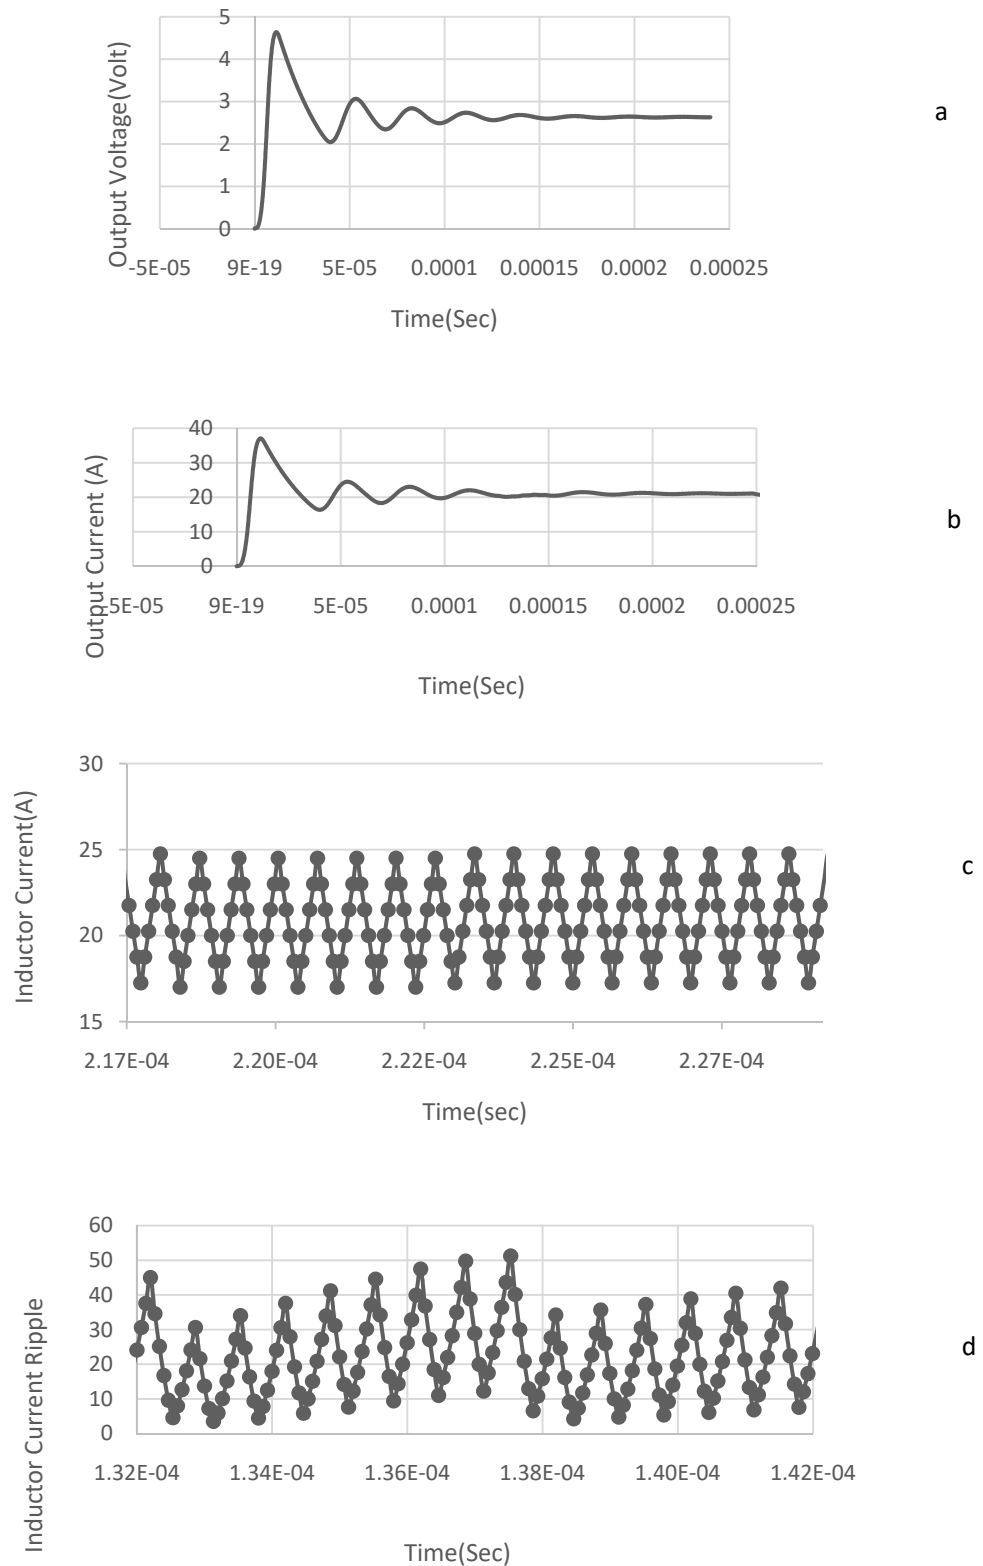 Output Voltage(Volt)
5
4
3
2
1
0
-5E-05 9E-19 5E-05 0.0001 0.00015 0.0002 0.00025
Time(Sec)
a
Output Current (A)
40
30
20
10
0
-5E-05 9E-19 5E-05 0.0001 0.00015 0.0002 0.00025
Time(Sec)
b
Inductor Current(A)
30
25
20
15
2.17E-04 2.20E-04 2.22E-04 2.25E-04 2.27E-04
Time(sec)
c
Inductor Current Ripple
60
50
40
30
20
10
0
1.32E-04 1.34E-04 1.36E-04 1.38E-04 1.40E-04 1.42E-04
Time(Sec)
d